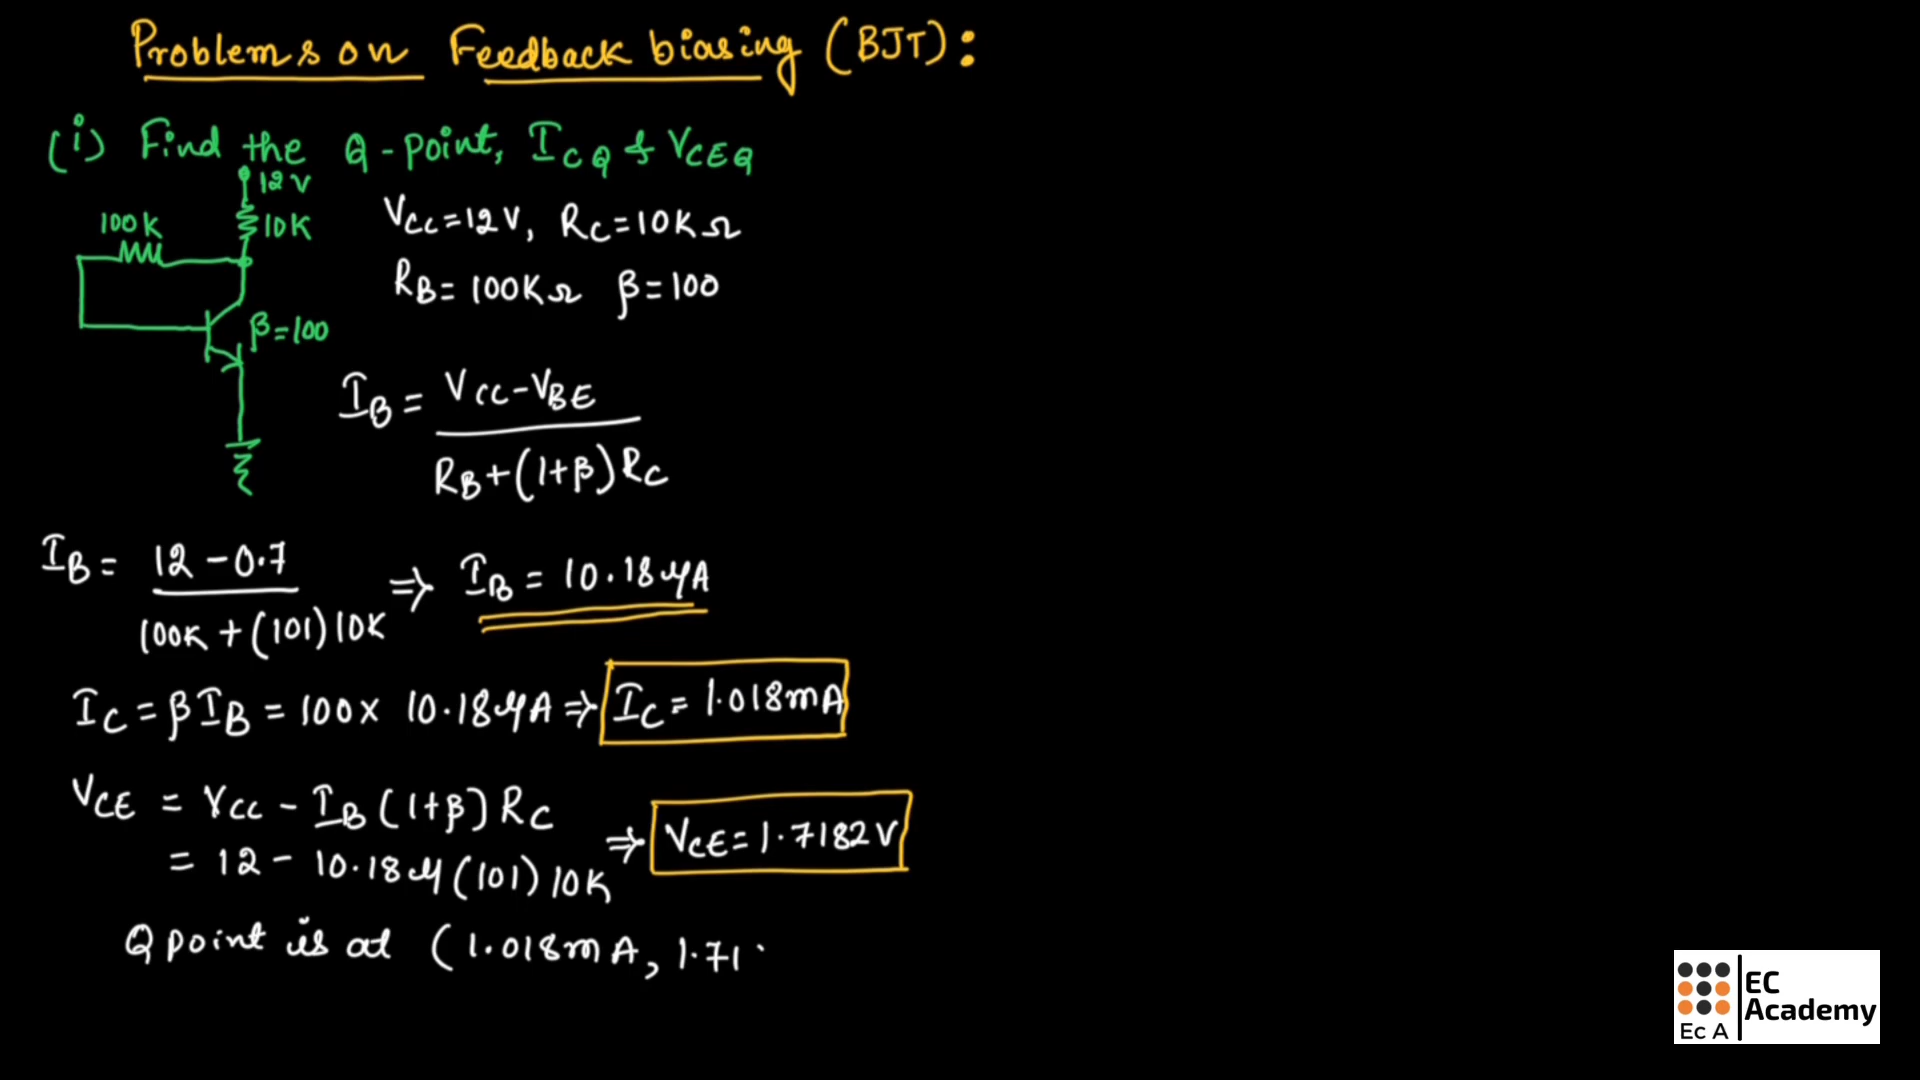 Problems on Feedback biasing (BJT):
(i) Find the Q-point, ICQ & VCEQ
12V
100K
10K
VCC=12V, RC=10KΩ
RB=100KΩ β=100
β=100
IB = VCC-VBE
RB+(1+β)RC
IB = 12-0.7
100K+(101)10K
⇒ IB = 10.18μA
IC=βIB = 100x 10.18μA ⇒ IC = 1.018mA
VCE = VCC - IB(1+β)RC
= 12 - 10.18μ(101)10K
⇒ VCE=1.7182V
Q point is at (1.018mA, 1.71
EC
Academy
Ec A